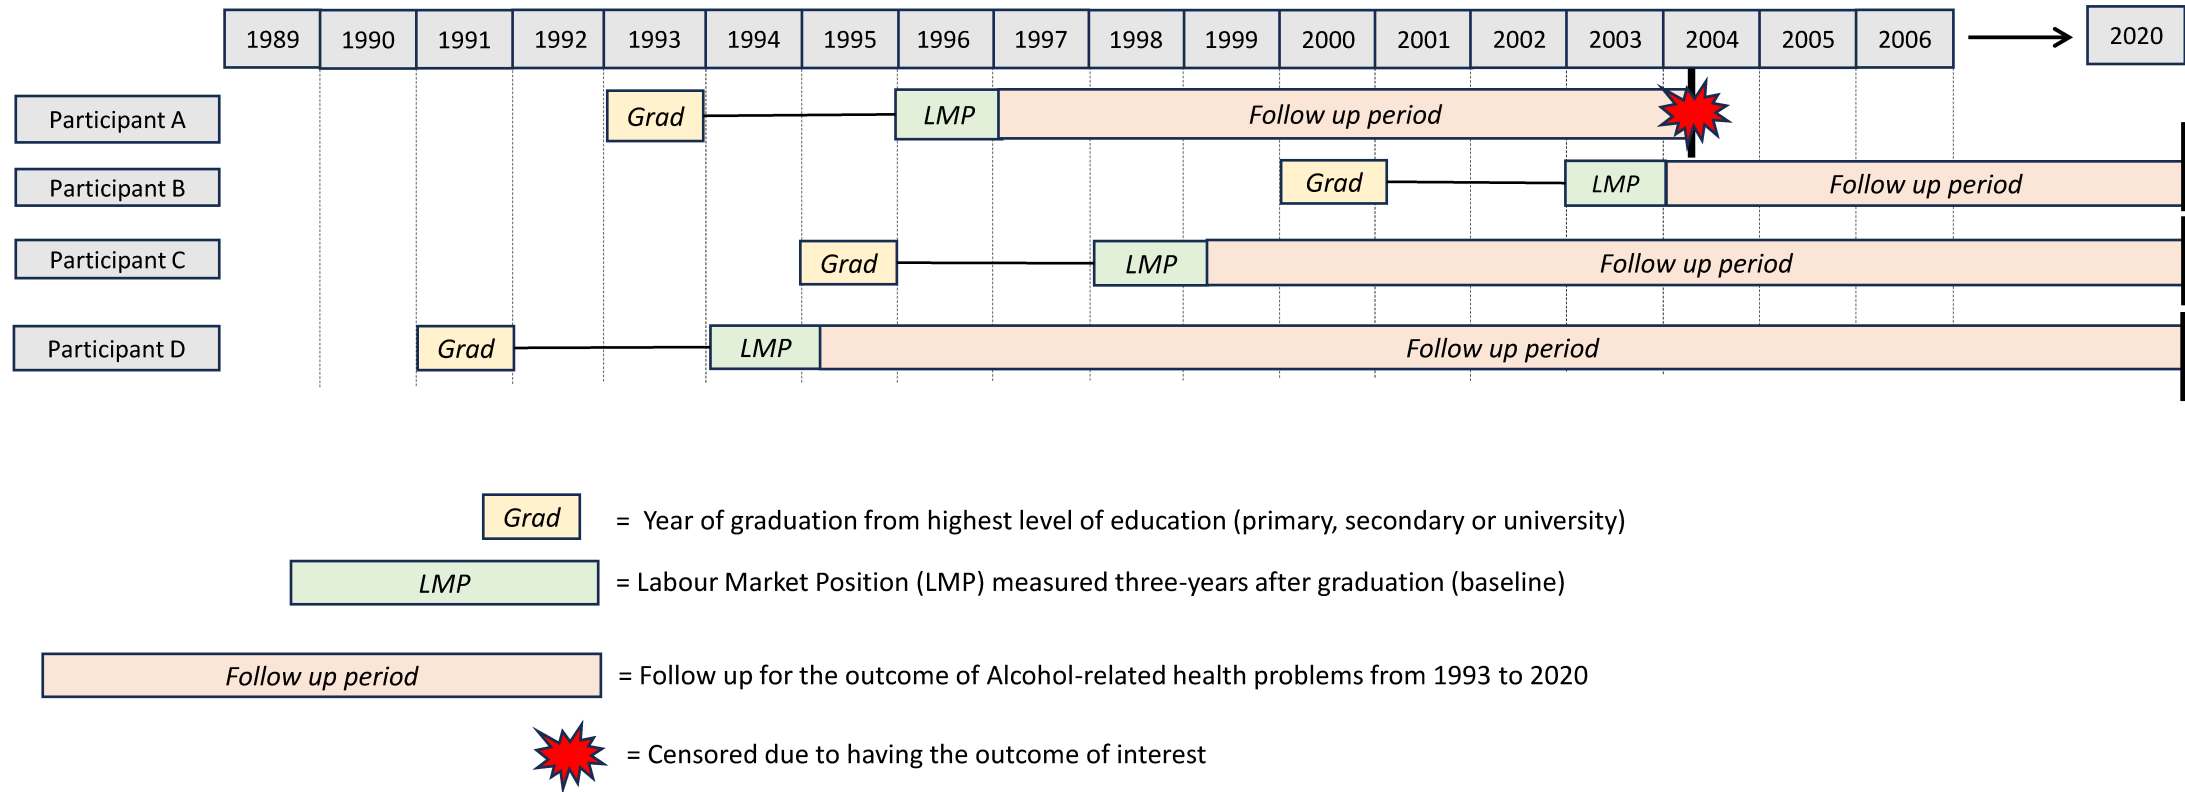 1989 1990 1991 1992 1993 1994 1995 1996 1997 1998 1999 2000 2001 2002 2003 2004 2005 2006 2020
Participant A Grad LMP Follow up period
Participant B Grad LMP Follow up period
Participant C Grad LMP Follow up period
Participant D Grad LMP Follow up period
Grad = Year of graduation from highest level of education (primary, secondary or university)
LMP = Labour Market Position (LMP) measured three-years after graduation (baseline)
Follow up period = Follow up for the outcome of Alcohol-related health problems from 1993 to 2020
= Censored due to having the outcome of interest